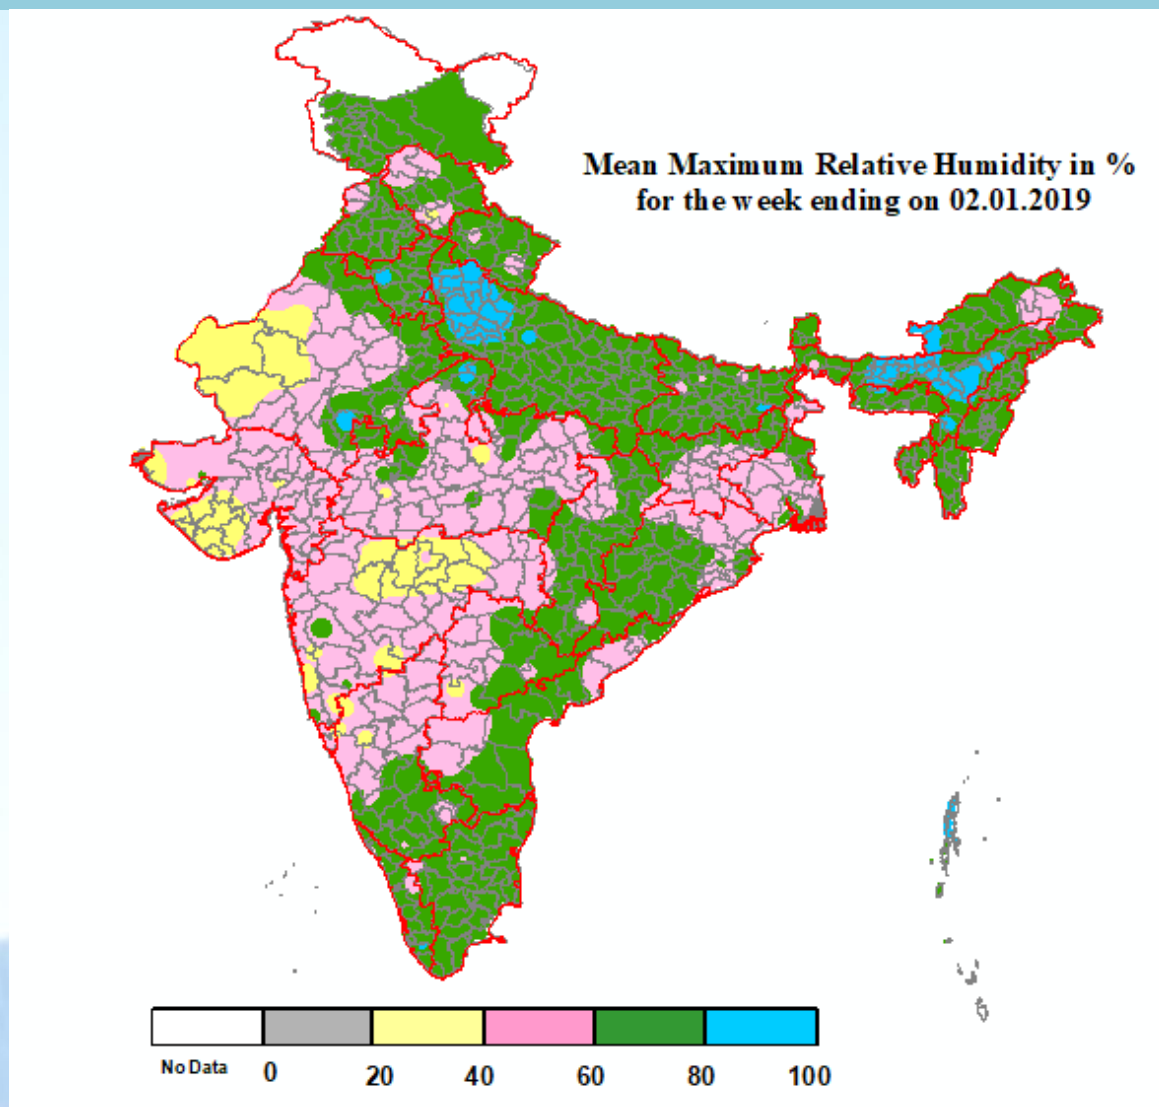 Mean Maximum Relative Humidity in %
for the week ending on 02.01.2019
No Data 0 20 40 60 80 100